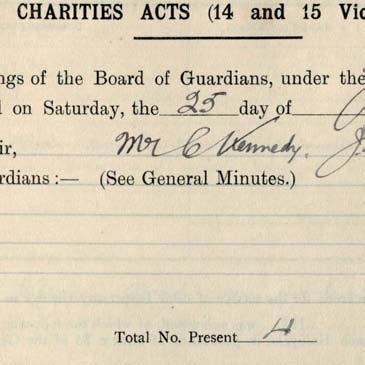 CHARITIES ACTS (14 and 15 Vic
ngs of the Board of Guardians, under the
on Saturday, the 25 day of
ir, Mr C Kennedy.
rdians :— (See General Minutes.)
Total No. Present 4